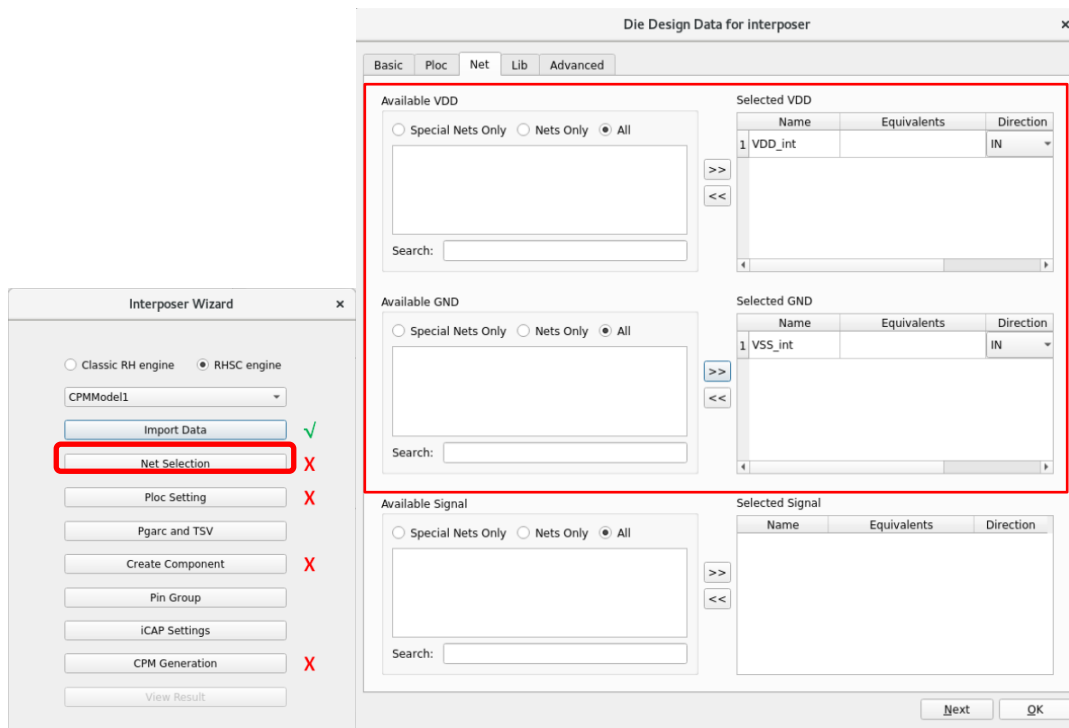 Die Design Data for interposer ×
Basic Ploc Net Lib Advanced
Available VDD
Special Nets Only Nets Only All
Search:
>>
<<
Selected VDD
Name Equivalents Direction
1 VDD_int IN
Available GND
Special Nets Only Nets Only All
Search:
>>
<<
Selected GND
Name Equivalents Direction
1 VSS_int IN
Available Signal
Special Nets Only Nets Only All
Search:
>>
<<
Selected Signal
Name Equivalents Direction
Next OK
Interposer Wizard ×
Classic RH engine RHSC engine
CPMModel1
Import Data √
Net Selection X
Ploc Setting X
Pgarc and TSV
Create Component X
Pin Group
iCAP Settings
CPM Generation X
View Result